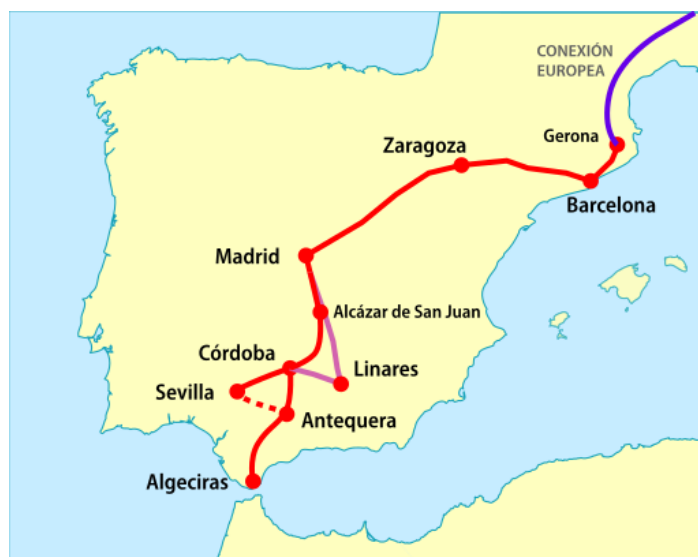 CONEXIÓN
EUROPEA
Gerona
Zaragoza
Barcelona
Madrid
Alcázar de San Juan
Córdoba
Linares
Sevilla
Antequera
Algeciras